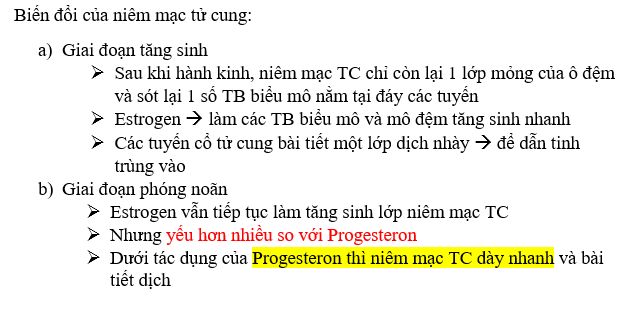 Biến đổi của niêm mạc tử cung:
a) Giai đoạn tăng sinh
➢ Sau khi hành kinh, niêm mạc TC chỉ còn lại 1 lớp mỏng của ô đệm
và sót lại 1 số TB biểu mô nằm tại đáy các tuyến
➢ Estrogen → làm các TB biểu mô và mô đệm tăng sinh nhanh
➢ Các tuyến cổ tử cung bài tiết một lớp dịch nhày → để dẫn tinh
trùng vào
b) Giai đoạn phóng noãn
➢ Estrogen vẫn tiếp tục làm tăng sinh lớp niêm mạc TC
➢ Nhưng yếu hơn nhiều so với Progesteron
➢ Dưới tác dụng của Progesteron thì niêm mạc TC dày nhanh và bài
tiết dịch